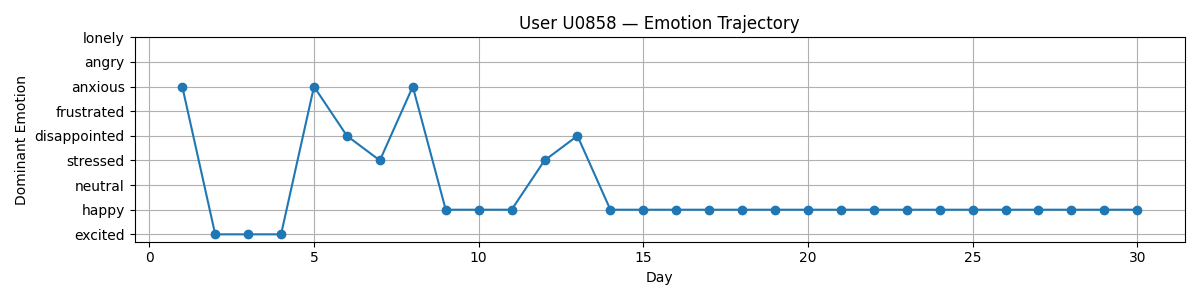 User U0858 — Emotion Trajectory
Dominant Emotion
lonely
angry
anxious
frustrated
disappointed
stressed
neutral
happy
excited
0 5 10 15 20 25 30
Day